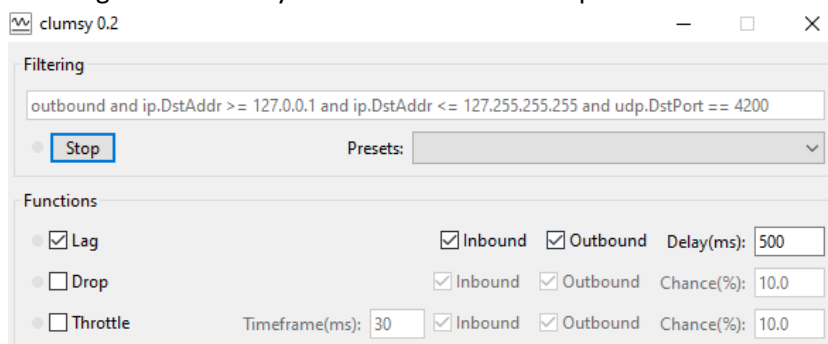 clumsy 0.2
Filtering
outbound and ip.DstAddr >= 127.0.0.1 and ip.DstAddr <= 127.255.255.255 and udp.DstPort == 4200
Stop Presets:
Functions
Lag Inbound Outbound Delay(ms): 500
Drop Inbound Outbound Chance(%): 10.0
Throttle Timeframe(ms): 30 Inbound Outbound Chance(%): 10.0